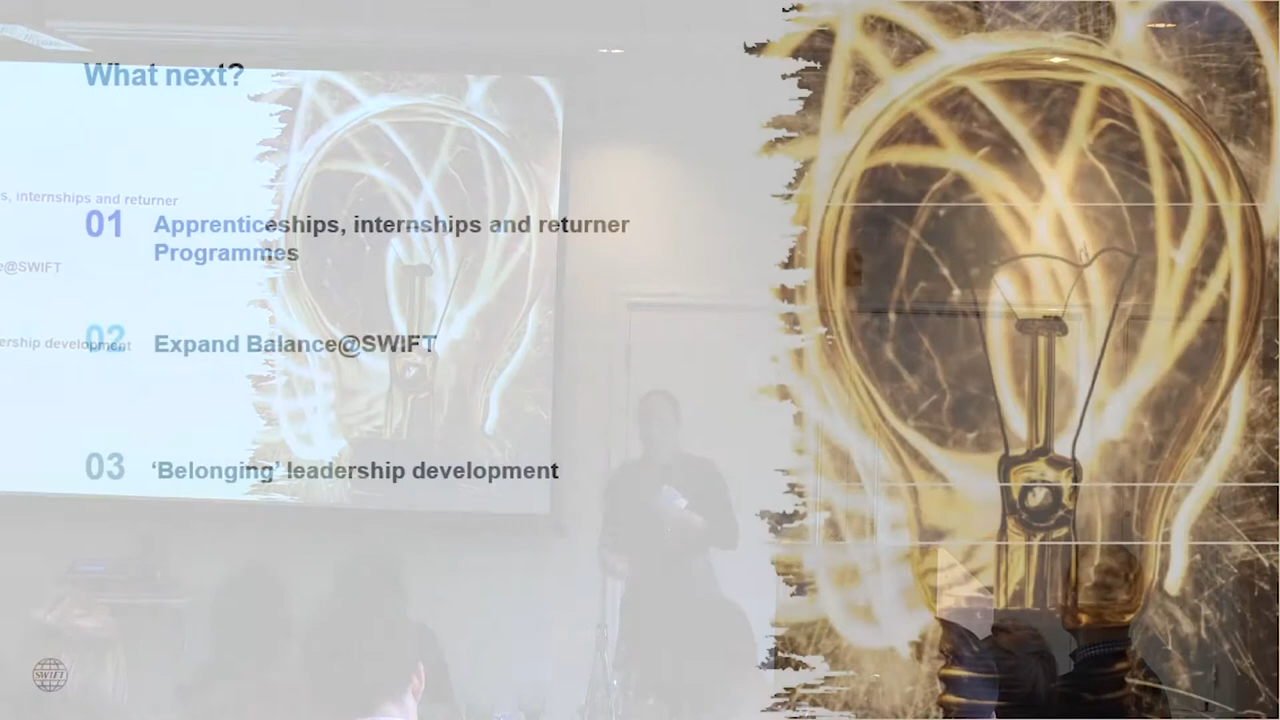 What next?
s, internships and returner
01 Apprenticeships, internships and returner
Programmes
e@SWIFT
02 Expand Balance@SWIFT
ership development
03 ‘Belonging’ leadership development
SWIFT